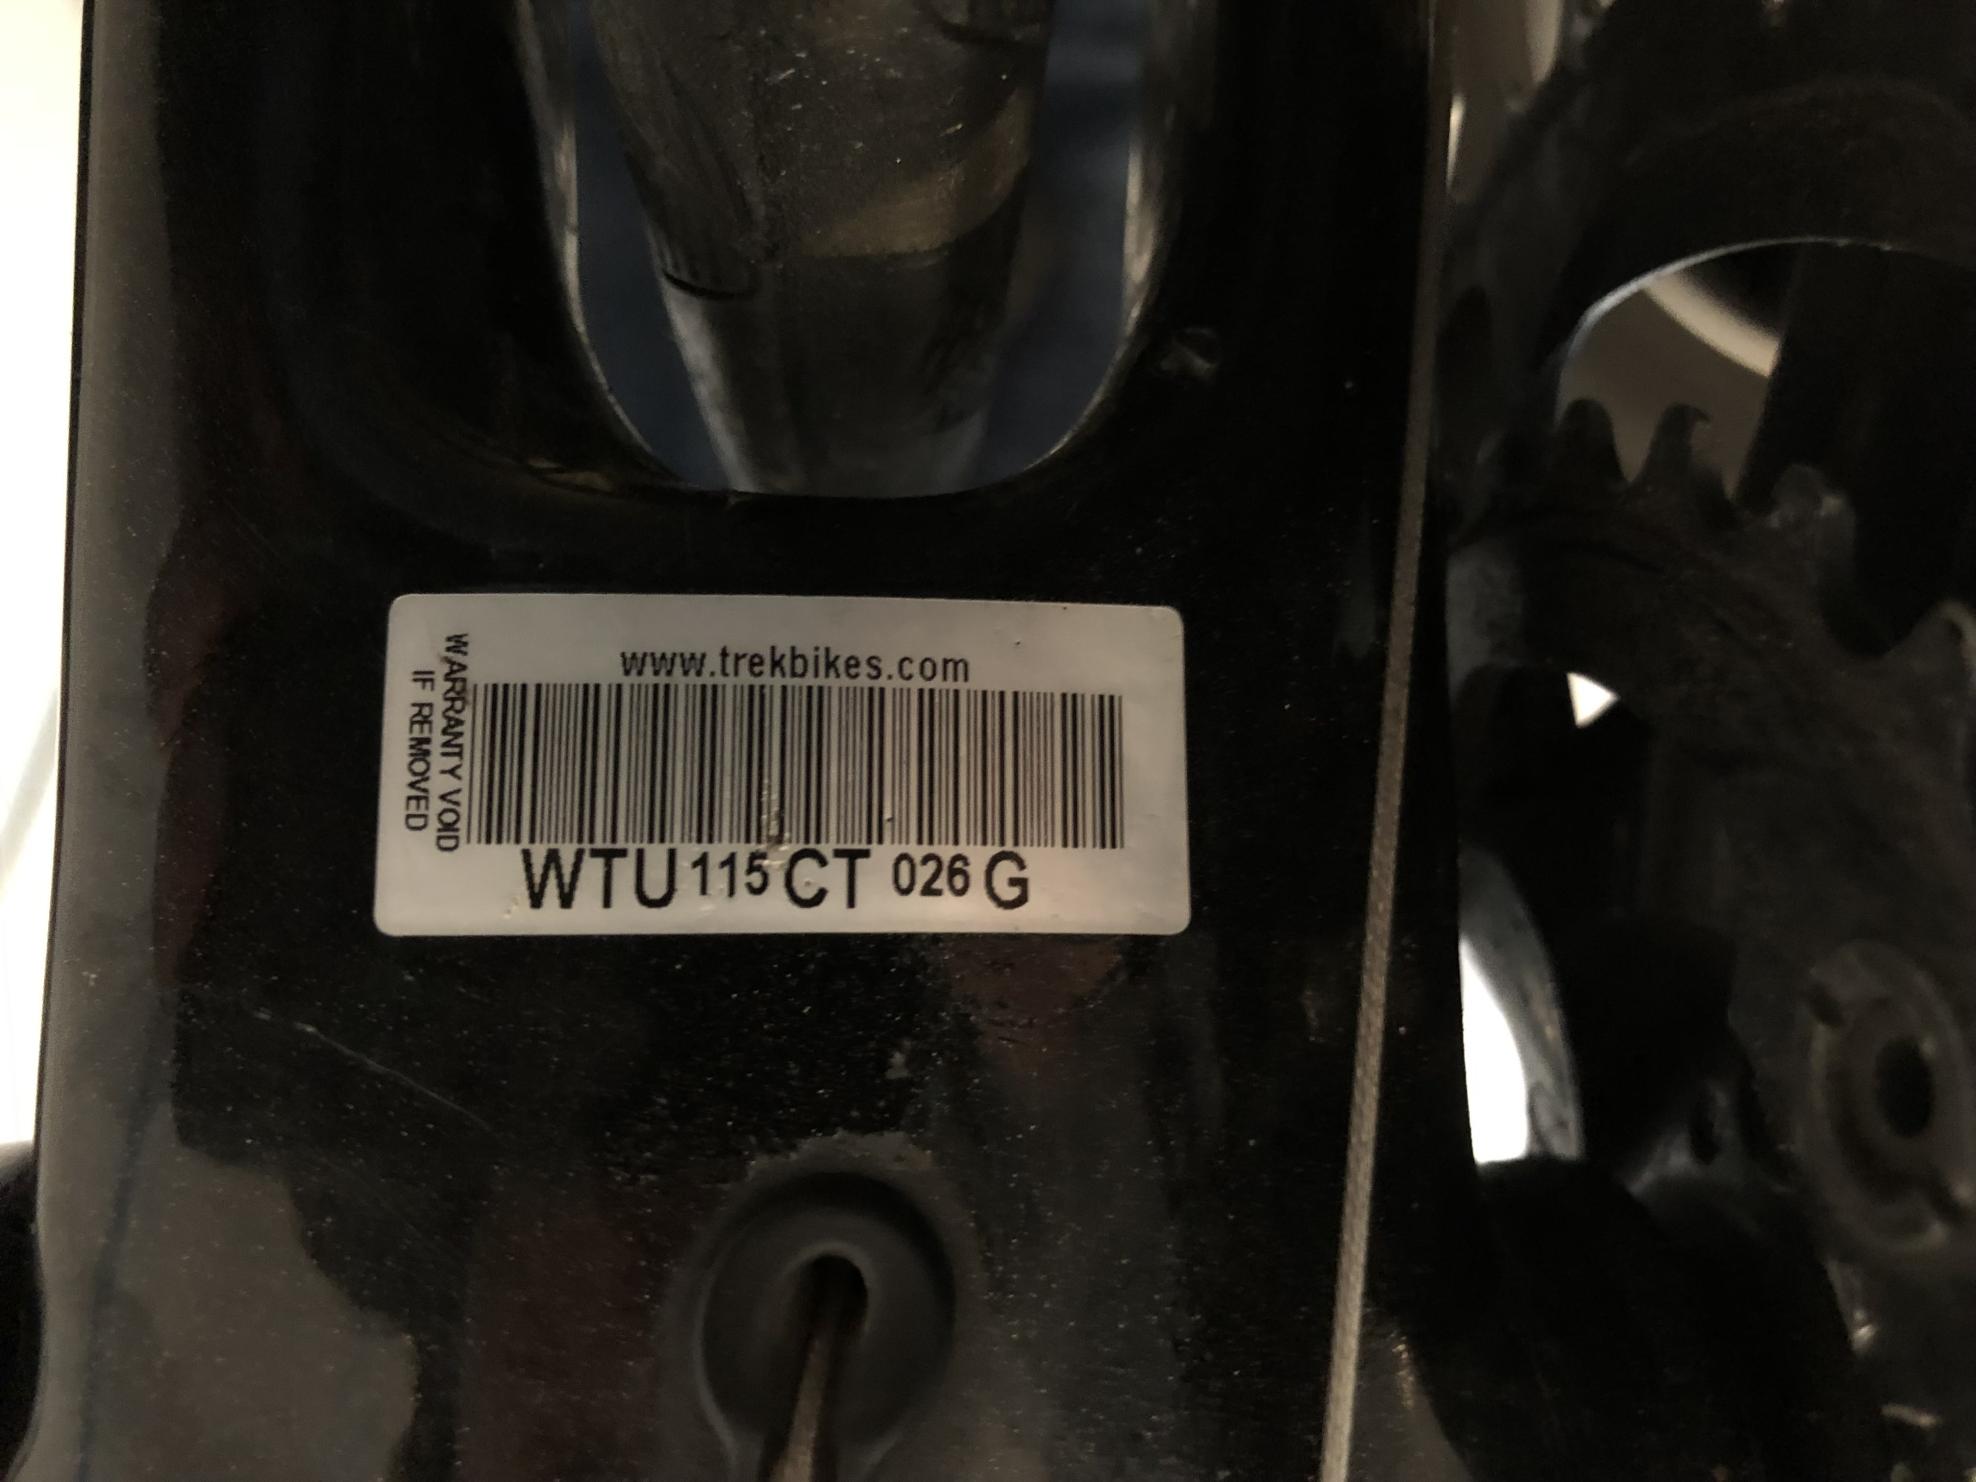 www.trekbikes.com
WARRANTY VOID
IF REMOVED
WTU 115 CT 026 G